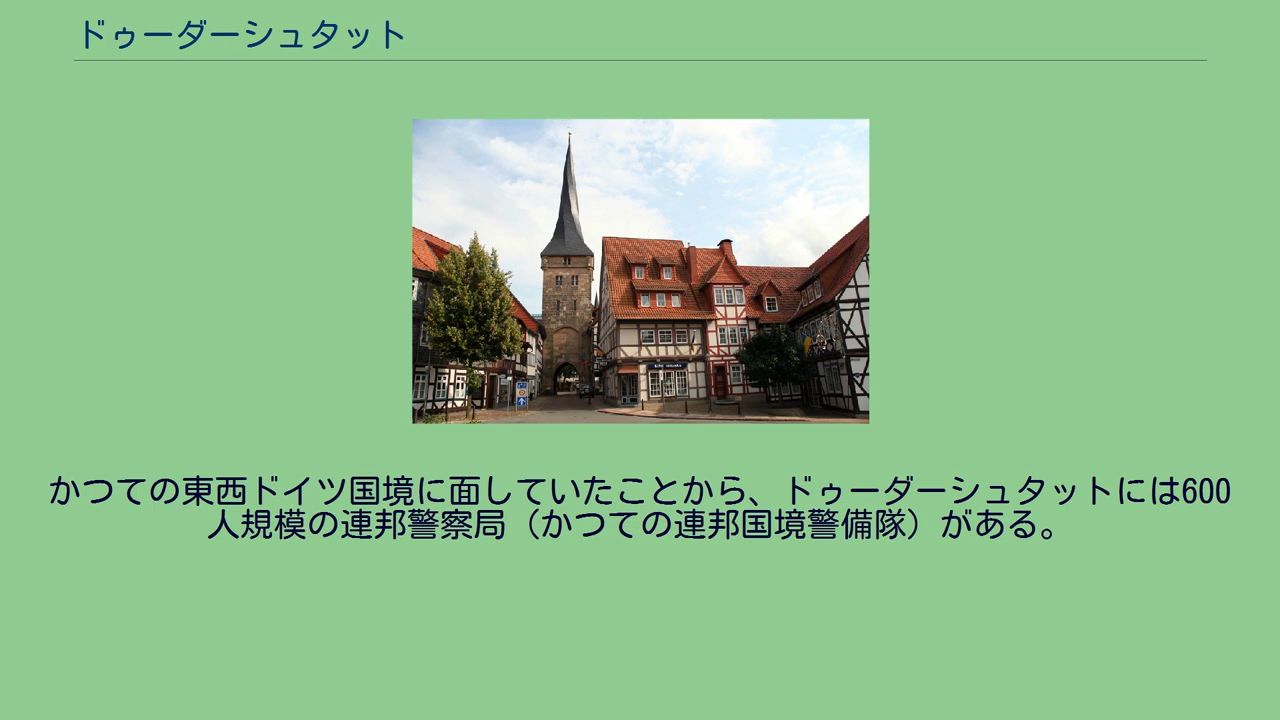 ドゥーダーシュタット
かつての東西ドイツ国境に面していたことから、ドゥーダーシュタットには600
人規模の連邦警察局（かつての連邦国境警備隊）がある。